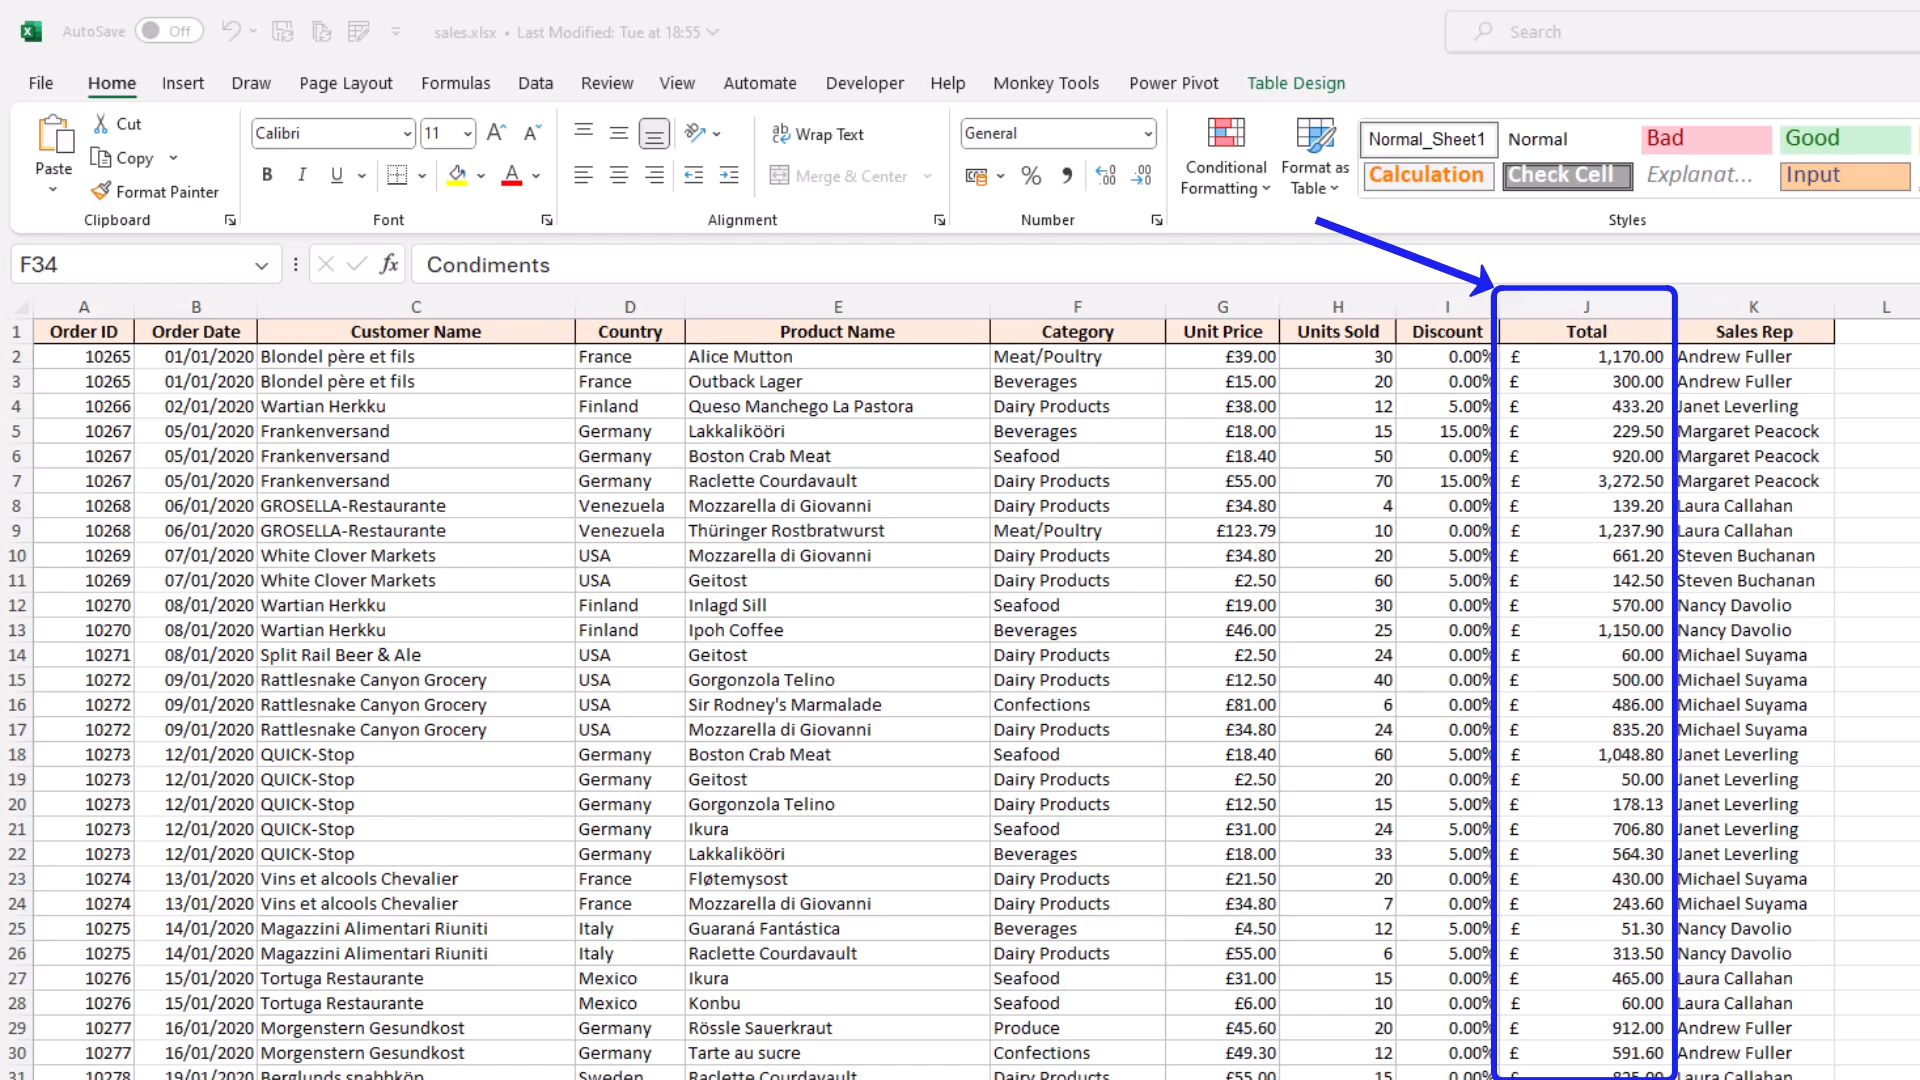 AutoSave Off sales.xlsx • Last Modified: Tue at 18:55 Search
File Home Insert Draw Page Layout Formulas Data Review View Automate Developer Help Monkey Tools Power Pivot Table Design
Paste Cut Copy Format Painter Clipboard
Calibri 11 A A B I U A Font
Wrap Text Merge & Center Alignment
General % Number
Conditional Formatting Format as Table
Normal_Sheet1 Normal Bad Good
Calculation Check Cell Explanat... Input
Styles
F34 fx Condiments
A B C D E F G H I J K L
1 Order ID Order Date Customer Name Country Product Name Category Unit Price Units Sold Discount Total Sales Rep
2 10265 01/01/2020 Blondel père et fils France Alice Mutton Meat/Poultry £39.00 30 0.00% £ 1,170.00 Andrew Fuller
3 10265 01/01/2020 Blondel père et fils France Outback Lager Beverages £15.00 20 0.00% £ 300.00 Andrew Fuller
4 10266 02/01/2020 Wartian Herkku Finland Queso Manchego La Pastora Dairy Products £38.00 12 5.00% £ 433.20 Janet Leverling
5 10267 05/01/2020 Frankenversand Germany Lakkalikööri Beverages £18.00 15 15.00% £ 229.50 Margaret Peacock
6 10267 05/01/2020 Frankenversand Germany Boston Crab Meat Seafood £18.40 50 0.00% £ 920.00 Margaret Peacock
7 10267 05/01/2020 Frankenversand Germany Raclette Courdavault Dairy Products £55.00 70 15.00% £ 3,272.50 Margaret Peacock
8 10268 06/01/2020 GROSELLA-Restaurante Venezuela Mozzarella di Giovanni Dairy Products £34.80 4 0.00% £ 139.20 Laura Callahan
9 10268 06/01/2020 GROSELLA-Restaurante Venezuela Thüringer Rostbratwurst Meat/Poultry £123.79 10 0.00% £ 1,237.90 Laura Callahan
10 10269 07/01/2020 White Clover Markets USA Mozzarella di Giovanni Dairy Products £34.80 20 5.00% £ 661.20 Steven Buchanan
11 10269 07/01/2020 White Clover Markets USA Geitost Dairy Products £2.50 60 5.00% £ 142.50 Steven Buchanan
12 10270 08/01/2020 Wartian Herkku Finland Inlagd Sill Seafood £19.00 30 0.00% £ 570.00 Nancy Davolio
13 10270 08/01/2020 Wartian Herkku Finland Ipoh Coffee Beverages £46.00 25 0.00% £ 1,150.00 Nancy Davolio
14 10271 08/01/2020 Split Rail Beer & Ale USA Geitost Dairy Products £2.50 24 0.00% £ 60.00 Michael Suyama
15 10272 09/01/2020 Rattlesnake Canyon Grocery USA Gorgonzola Telino Dairy Products £12.50 40 0.00% £ 500.00 Michael Suyama
16 10272 09/01/2020 Rattlesnake Canyon Grocery USA Sir Rodney's Marmalade Confections £81.00 6 0.00% £ 486.00 Michael Suyama
17 10272 09/01/2020 Rattlesnake Canyon Grocery USA Mozzarella di Giovanni Dairy Products £34.80 24 0.00% £ 835.20 Michael Suyama
18 10273 12/01/2020 QUICK-Stop Germany Boston Crab Meat Seafood £18.40 60 5.00% £ 1,048.80 Janet Leverling
19 10273 12/01/2020 QUICK-Stop Germany Geitost Dairy Products £2.50 20 0.00% £ 50.00 Janet Leverling
20 10273 12/01/2020 QUICK-Stop Germany Gorgonzola Telino Dairy Products £12.50 15 5.00% £ 178.13 Janet Leverling
21 10273 12/01/2020 QUICK-Stop Germany Ikura Seafood £31.00 24 5.00% £ 706.80 Janet Leverling
22 10273 12/01/2020 QUICK-Stop Germany Lakkalikööri Beverages £18.00 33 5.00% £ 564.30 Janet Leverling
23 10274 13/01/2020 Vins et alcools Chevalier France Fløtemysost Dairy Products £21.50 20 0.00% £ 430.00 Michael Suyama
24 10274 13/01/2020 Vins et alcools Chevalier France Mozzarella di Giovanni Dairy Products £34.80 7 0.00% £ 243.60 Michael Suyama
25 10275 14/01/2020 Magazzini Alimentari Riuniti Italy Guaraná Fantástica Beverages £4.50 12 5.00% £ 51.30 Nancy Davolio
26 10275 14/01/2020 Magazzini Alimentari Riuniti Italy Raclette Courdavault Dairy Products £55.00 6 5.00% £ 313.50 Nancy Davolio
27 10276 15/01/2020 Tortuga Restaurante Mexico Ikura Seafood £31.00 15 0.00% £ 465.00 Laura Callahan
28 10276 15/01/2020 Tortuga Restaurante Mexico Konbu Seafood £6.00 10 0.00% £ 60.00 Laura Callahan
29 10277 16/01/2020 Morgenstern Gesundkost Germany Rössle Sauerkraut Produce £45.60 20 0.00% £ 912.00 Andrew Fuller
30 10277 16/01/2020 Morgenstern Gesundkost Germany Tarte au sucre Confections £49.30 12 0.00% £ 591.60 Andrew Fuller
31 10278 19/01/2020 Berglunds snabbköp Sweden Raclette Courdavault Dairy Products £55.00 15 0.00% £ 825.00 Laura Callahan